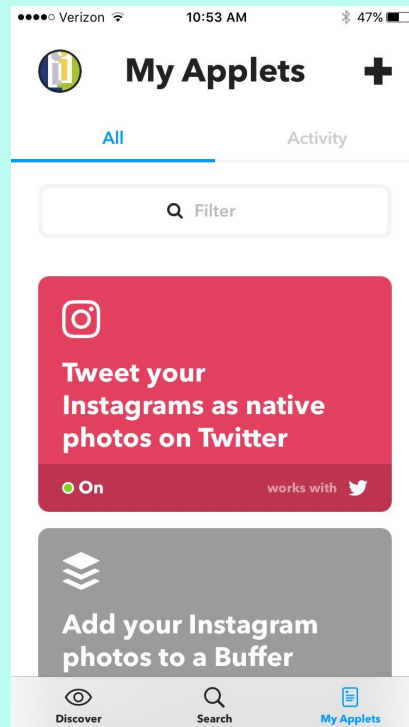 Verizon 10:53 AM 47%
My Applets
All Activity
Filter
Tweet your
Instagrams as native
photos on Twitter
On works with
Add your Instagram
photos to a Buffer
Discover Search My Applets